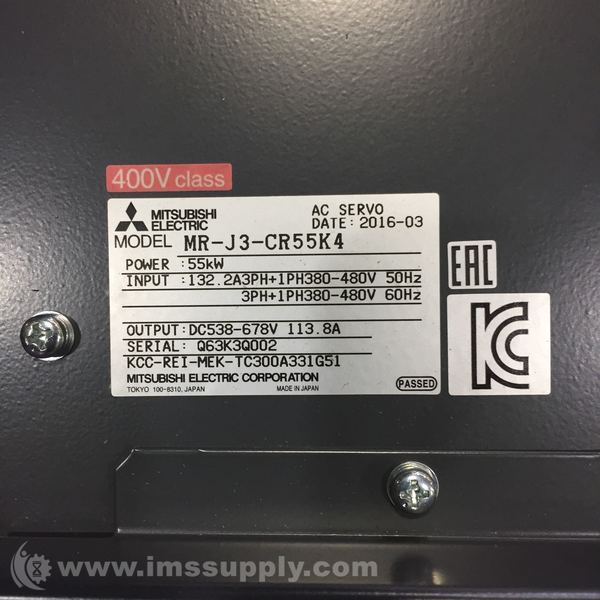 400V class
MITSUBISHI
ELECTRIC
AC SERVO
DATE: 2016-03
MODEL MR-J3-CR55K4
POWER :55kW
INPUT :132.2A3PH+1PH380-480V 50Hz
3PH+1PH380-480V 60Hz
OUTPUT:DC538-678V 113.8A
SERIAL: Q63K3Q002
KCC-REI-MEK-TC300A331G51
MITSUBISHI ELECTRIC CORPORATION
TOKYO 100-8310, JAPAN MADE IN JAPAN
PASSED
EAC
KC
www.imssupply.com